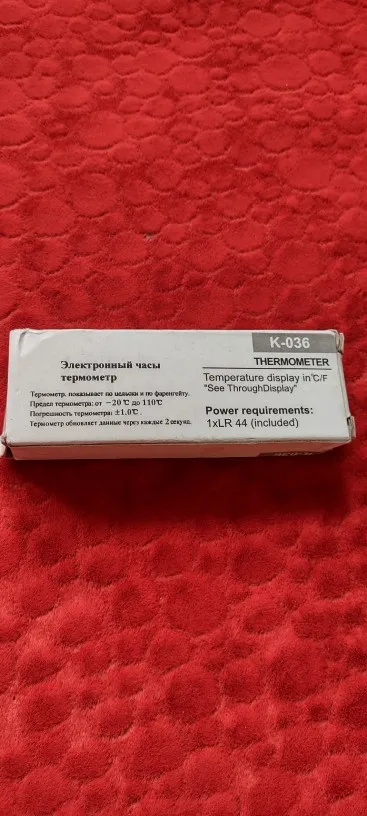 Электронный часы
термометр
Термометр, показывает по цельсии и по фаренгейту.
Предел термометра: от −20℃ до 110℃
Погрешность термометра: ±1.0℃.
Термометр обновляет данные через каждые 2 секунд.
K-036
THERMOMETER
Temperature display in℃/F
"See ThroughDisplay"
Power requirements:
1xLR 44 (included)